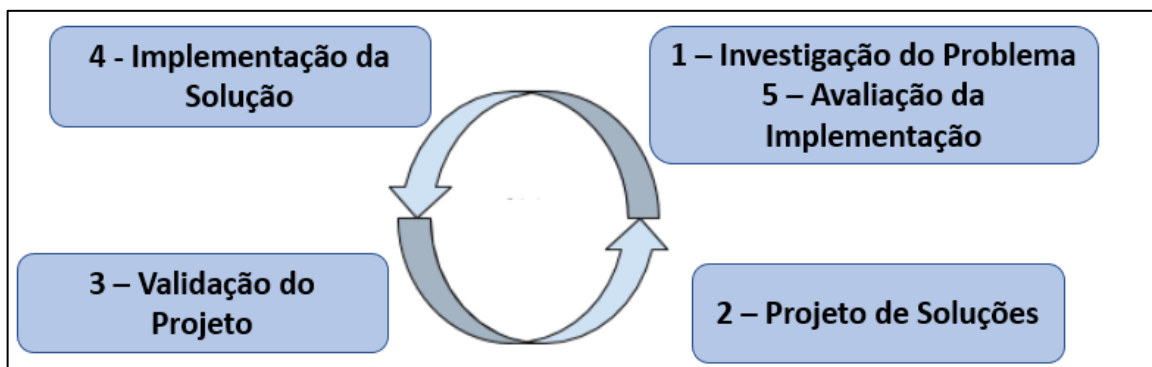 4 - Implementação da
Solução
1 – Investigação do Problema
5 – Avaliação da
Implementação
3 – Validação do
Projeto
2 – Projeto de Soluções